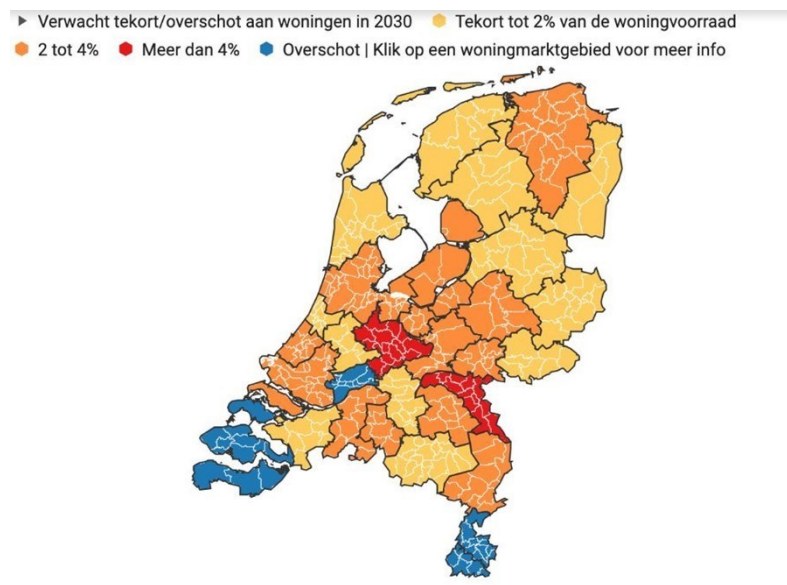 Verwacht tekort/overschot aan woningen in 2030 Tekort tot 2% van de woningvoorraad
2 tot 4% Meer dan 4% Overschot | Klik op een woningmarktgebied voor meer info